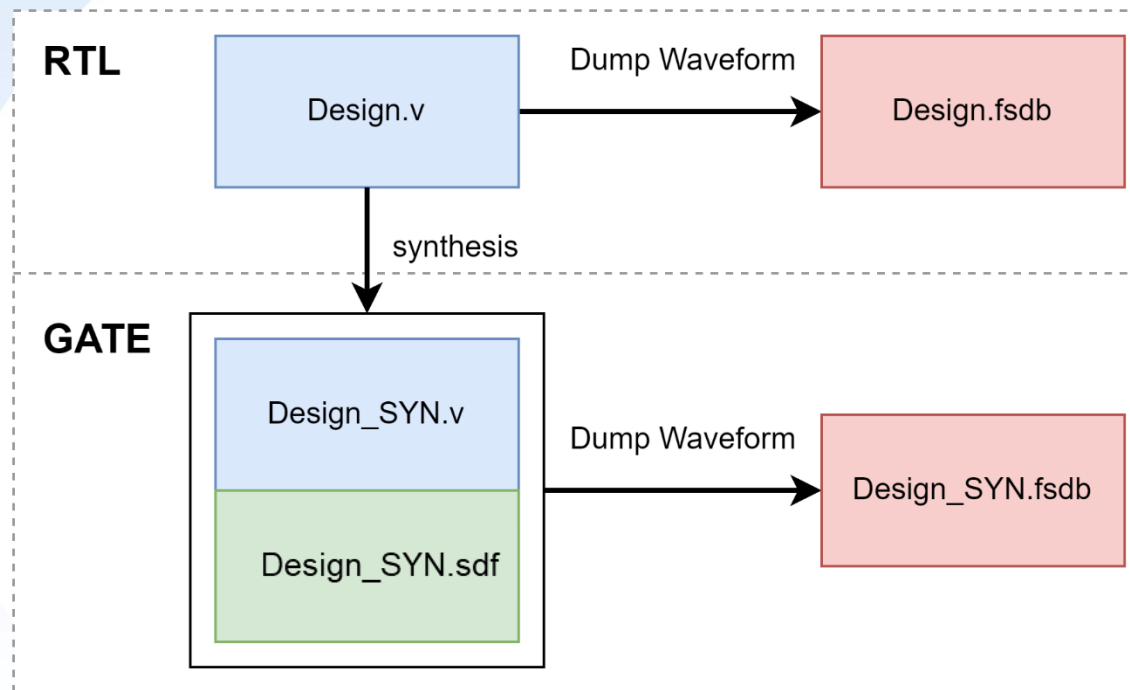 RTL
Design.v
Dump Waveform
Design.fsdb
synthesis
GATE
Design_SYN.v
Design_SYN.sdf
Dump Waveform
Design_SYN.fsdb